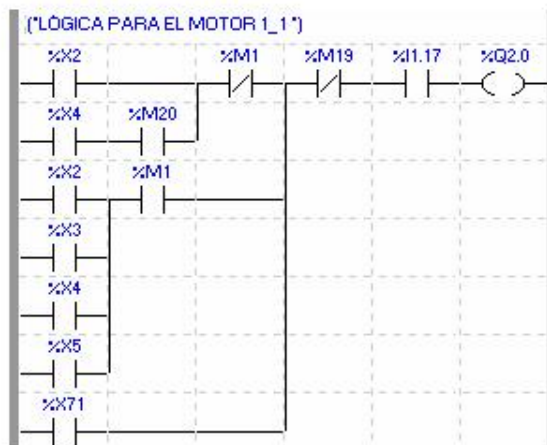 ("LÓGICA PARA EL MOTOR 1_1 ")
%X2 %M1 %M19 %I1.17 %Q2.0
%X4 %M20
%X2 %M1
%X3
%X4
%X5
%X71